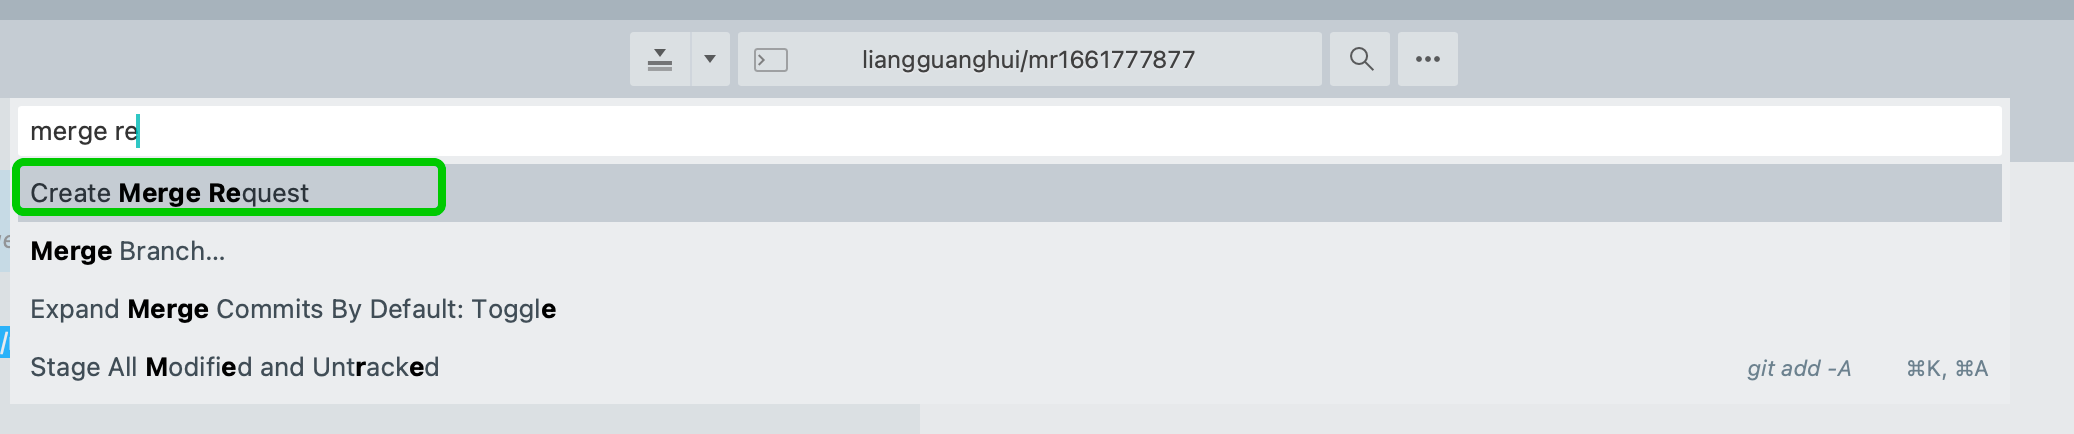 liangguanghui/mr1661777877
merge re
Create Merge Request
Merge Branch...
Expand Merge Commits By Default: Toggle
Stage All Modified and Untracked git add -A ⌘K, ⌘A